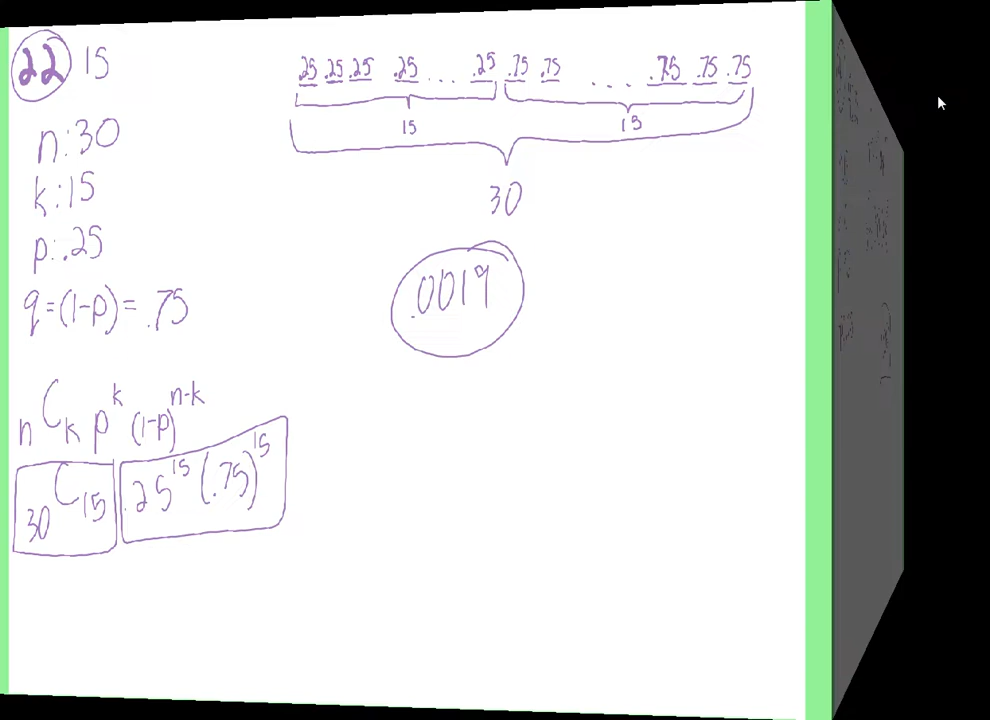 22 15
n:30
k:15
p:.25
q=(1-p)=.75
nCk p^k (1-p)^n-k
30C15 .25^15 (.75)^15
.25 .25 .25 .25 ... .25 .75 .75 .... .75 .75 .75
15 15
30
.0019